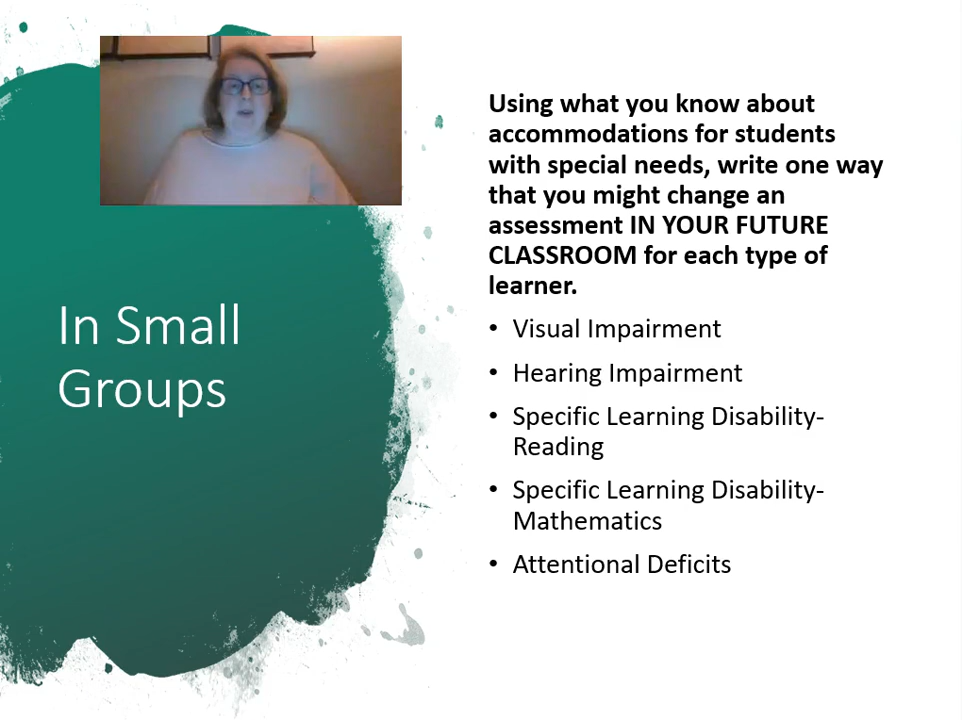 In Small
Groups
Using what you know about
accommodations for students
with special needs, write one way
that you might change an
assessment IN YOUR FUTURE
CLASSROOM for each type of
learner.
• Visual Impairment
• Hearing Impairment
• Specific Learning Disability-
Reading
• Specific Learning Disability-
Mathematics
• Attentional Deficits